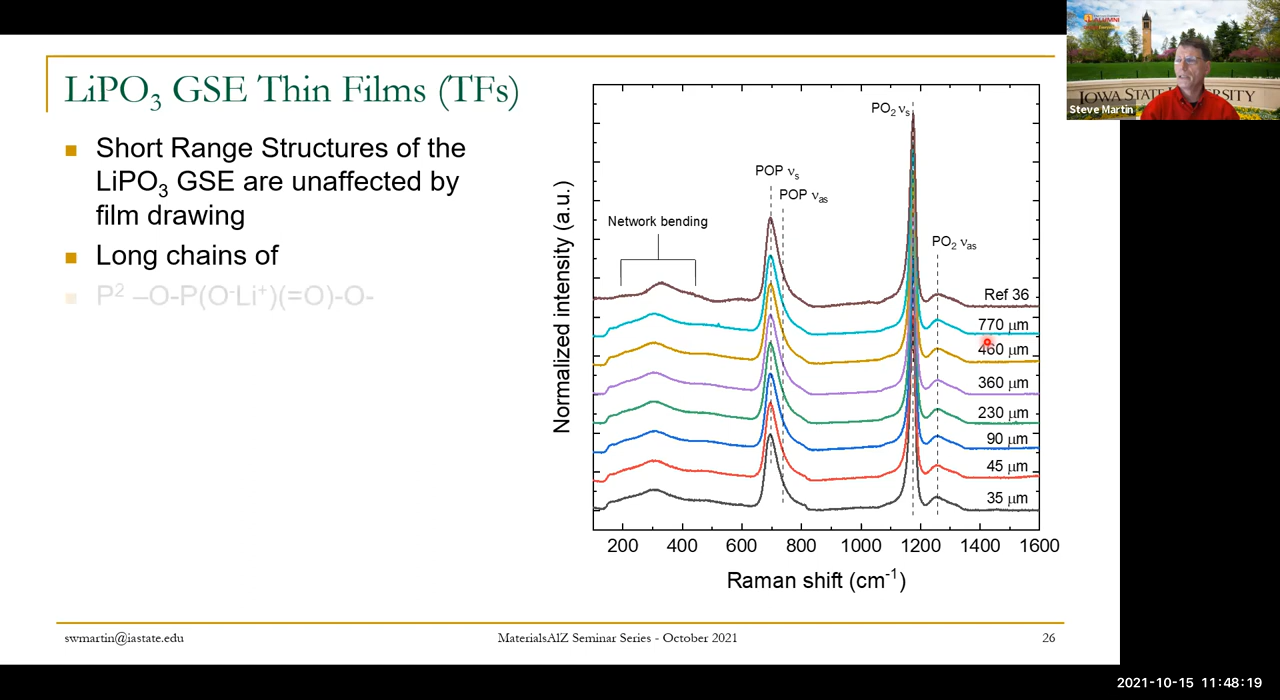 LiPO3 GSE Thin Films (TFs)
Short Range Structures of the
LiPO3 GSE are unaffected by
film drawing
Long chains of
P2 –O-P(O-Li+)(=O)-O-
Normalized intensity (a.u.)
PO2 νs
POP νs
POP νas
Network bending
PO2 νas
Ref 36
770 μm
460 μm
360 μm
230 μm
90 μm
45 μm
35 μm
200 400 600 800 1000 1200 1400 1600
Raman shift (cm-1)
swmartin@iastate.edu
MaterialsAlZ Seminar Series - October 2021
26
ALUMNI
IOWA STATE UNIVERSITY
Steve Martin
2021-10-15 11:48:19